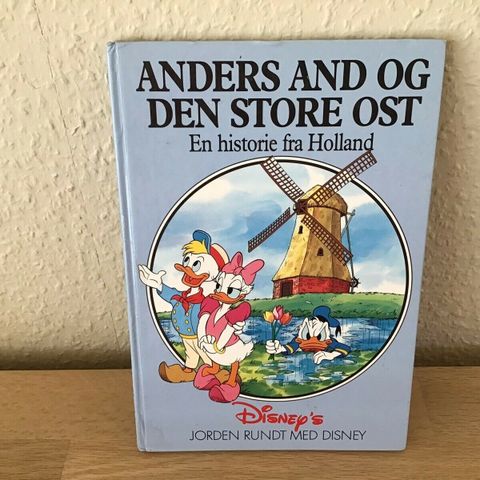 ANDERS AND OG
DEN STORE OST
En historie fra Holland
Disney's
JORDEN RUNDT MED DISNEY